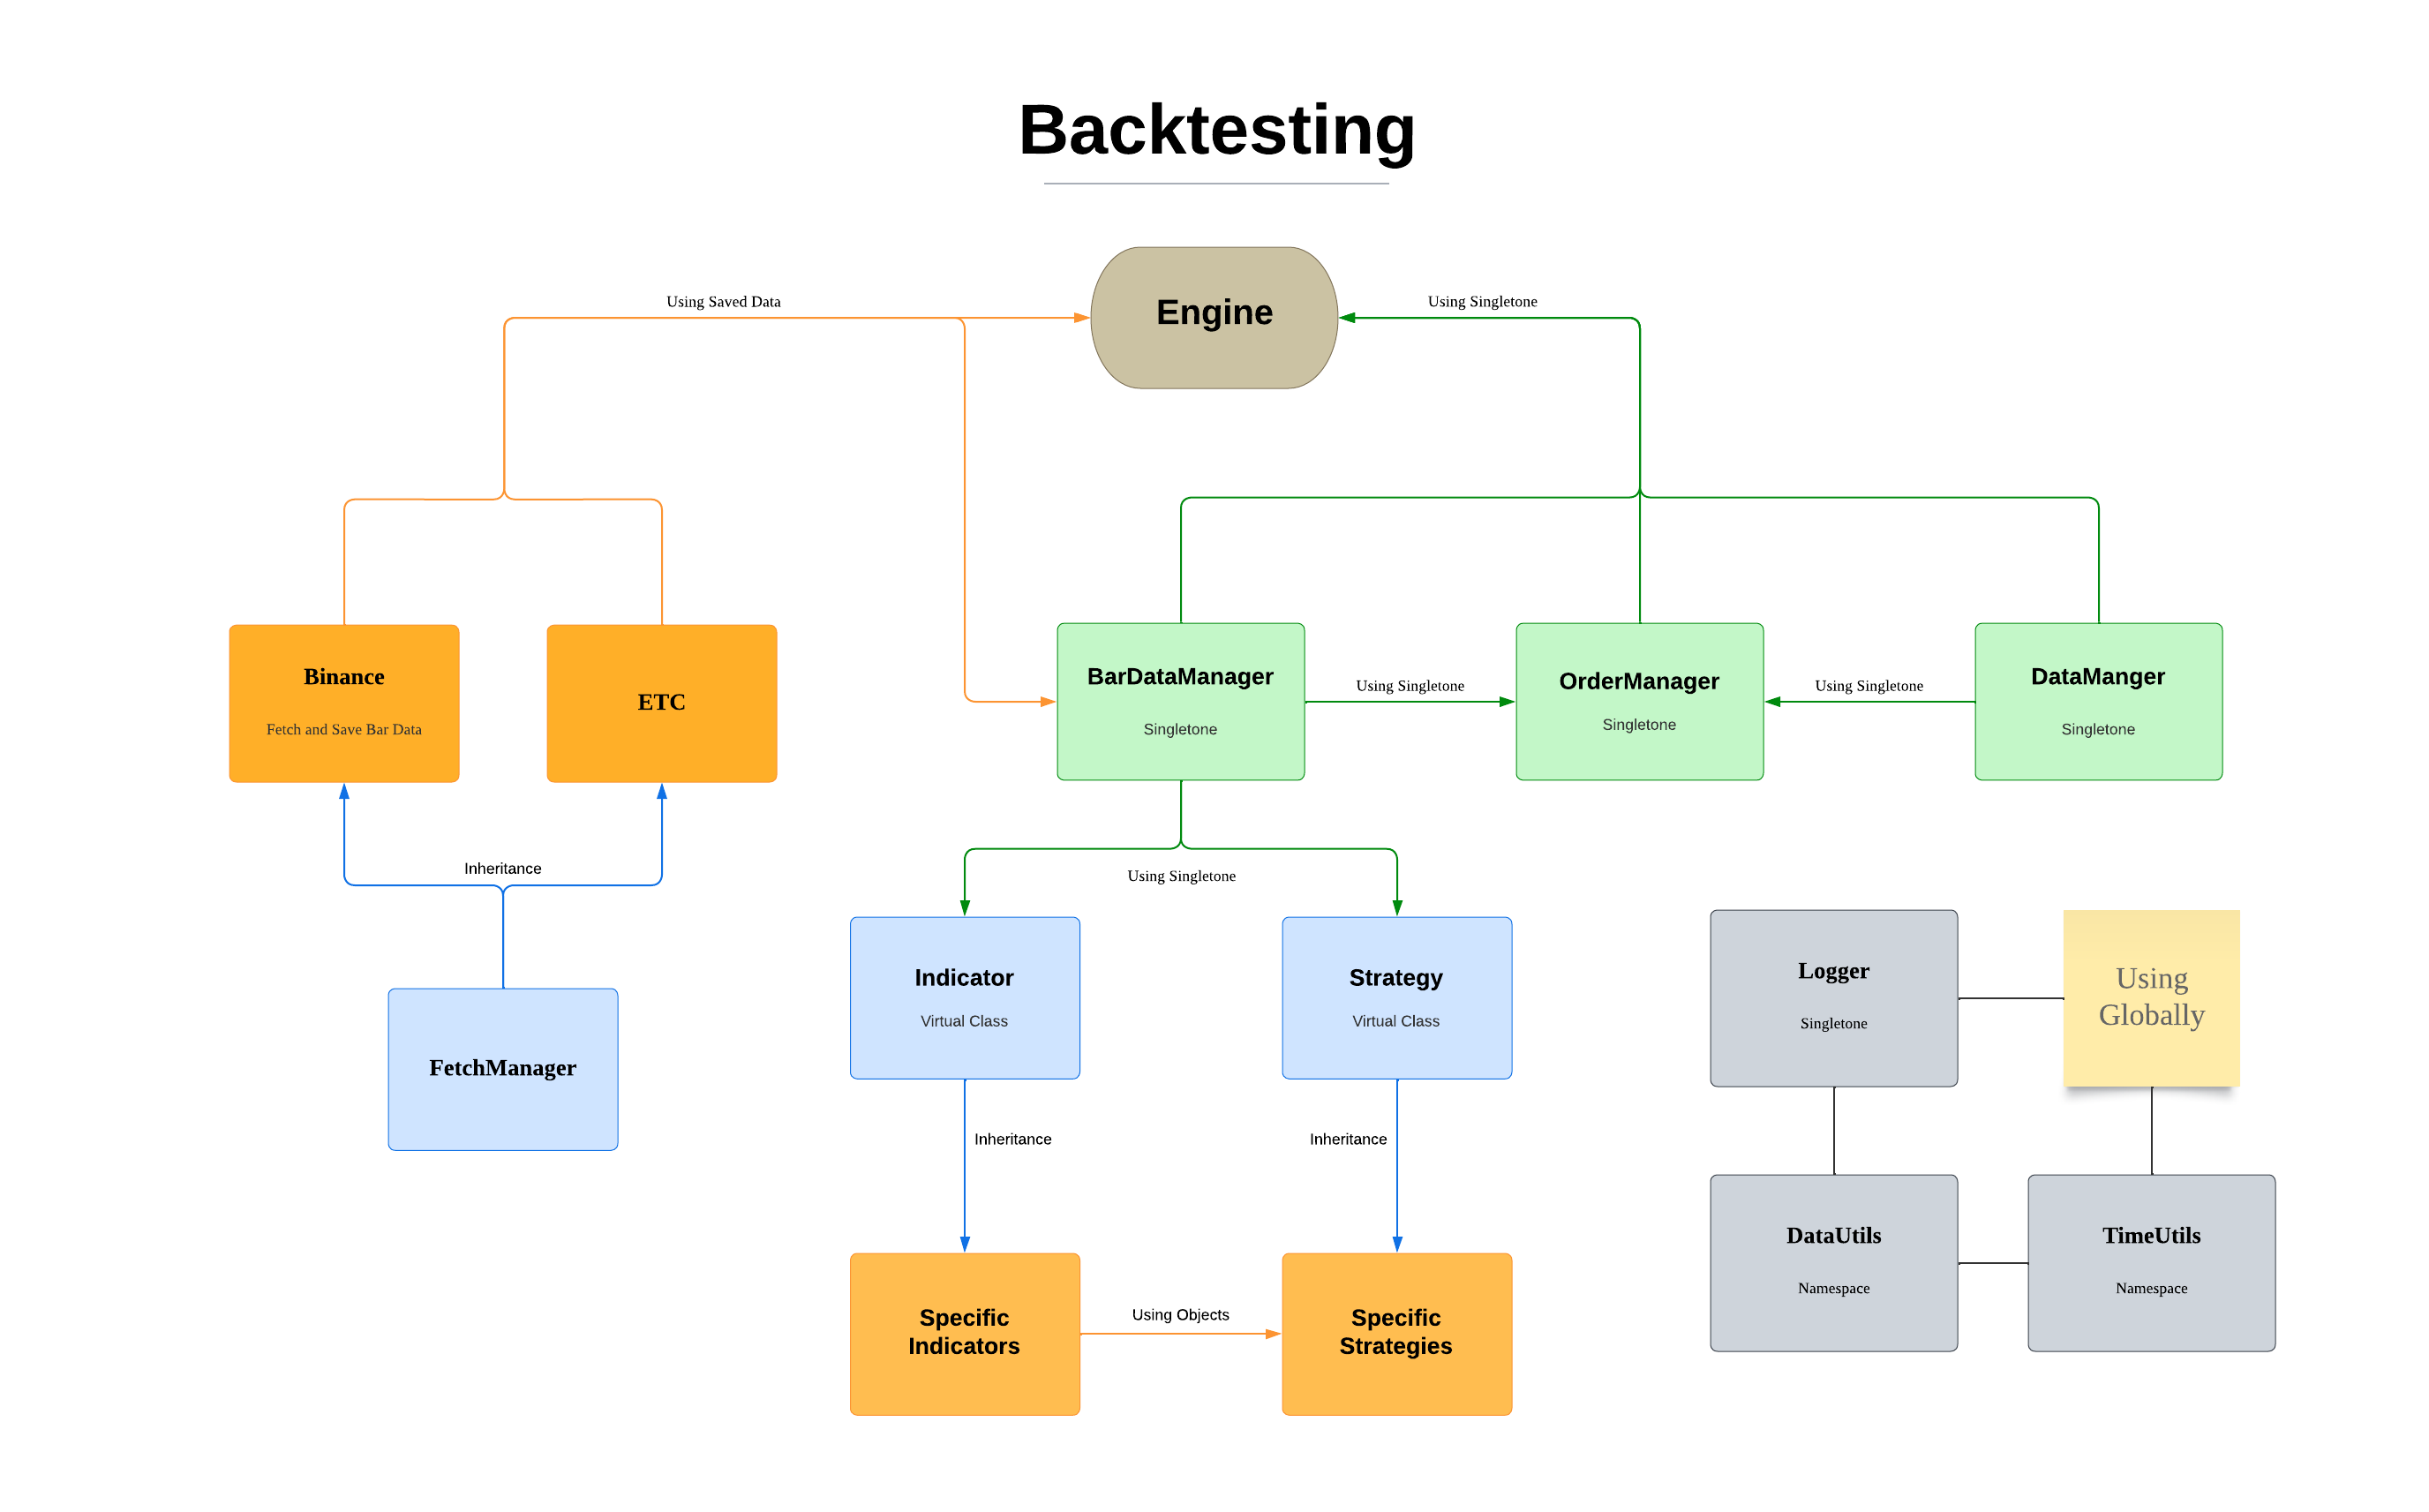 Backtesting
Using Saved Data
Engine
Using Singletone
Binance
Fetch and Save Bar Data
ETC
BarDataManager
Singletone
Using Singletone
OrderManager
Singletone
Using Singletone
DataManger
Singletone
Inheritance
Using Singletone
FetchManager
Indicator
Virtual Class
Strategy
Virtual Class
Logger
Singletone
Using
Globally
Inheritance
Inheritance
Specific
Indicators
Using Objects
Specific
Strategies
DataUtils
Namespace
TimeUtils
Namespace